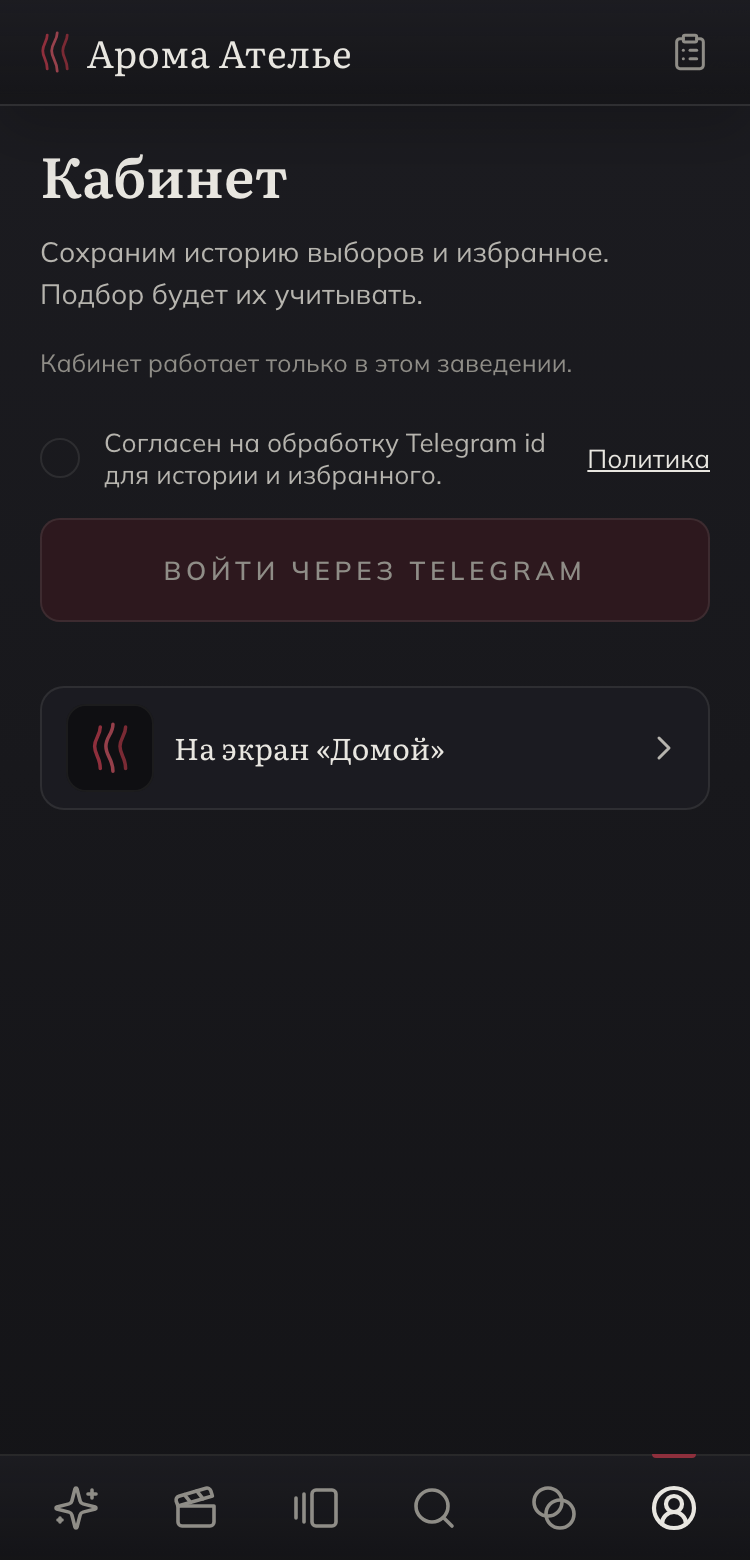 Арома Ателье
Кабинет
Сохраним историю выборов и избранное.
Подбор будет их учитывать.
Кабинет работает только в этом заведении.
Согласен на обработку Telegram id
для истории и избранного.
Политика
ВОЙТИ ЧЕРЕЗ TELEGRAM
На экран «Домой»